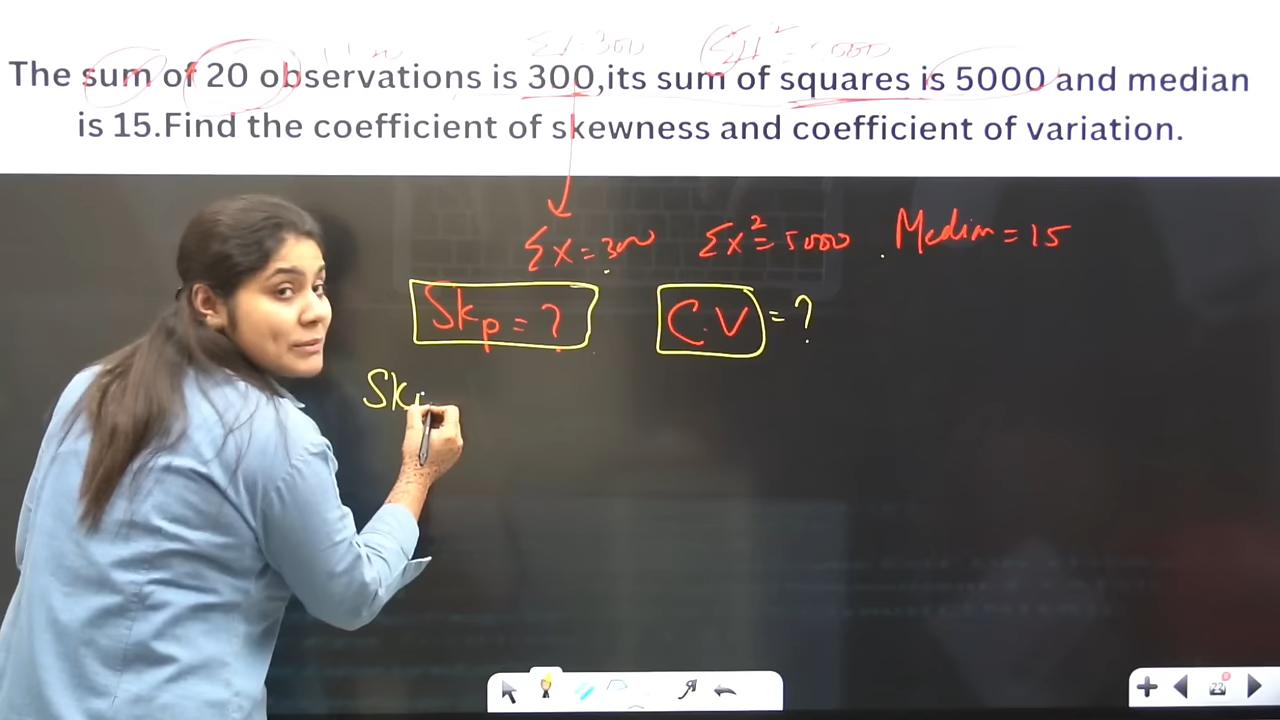 The sum of 20 observations is 300,its sum of squares is 5000 and median
is 15.Find the coefficient of skewness and coefficient of variation.
Σx = 300 Σx² = 5000 Median = 15
Skp = ? C.V = ?
Sk
22